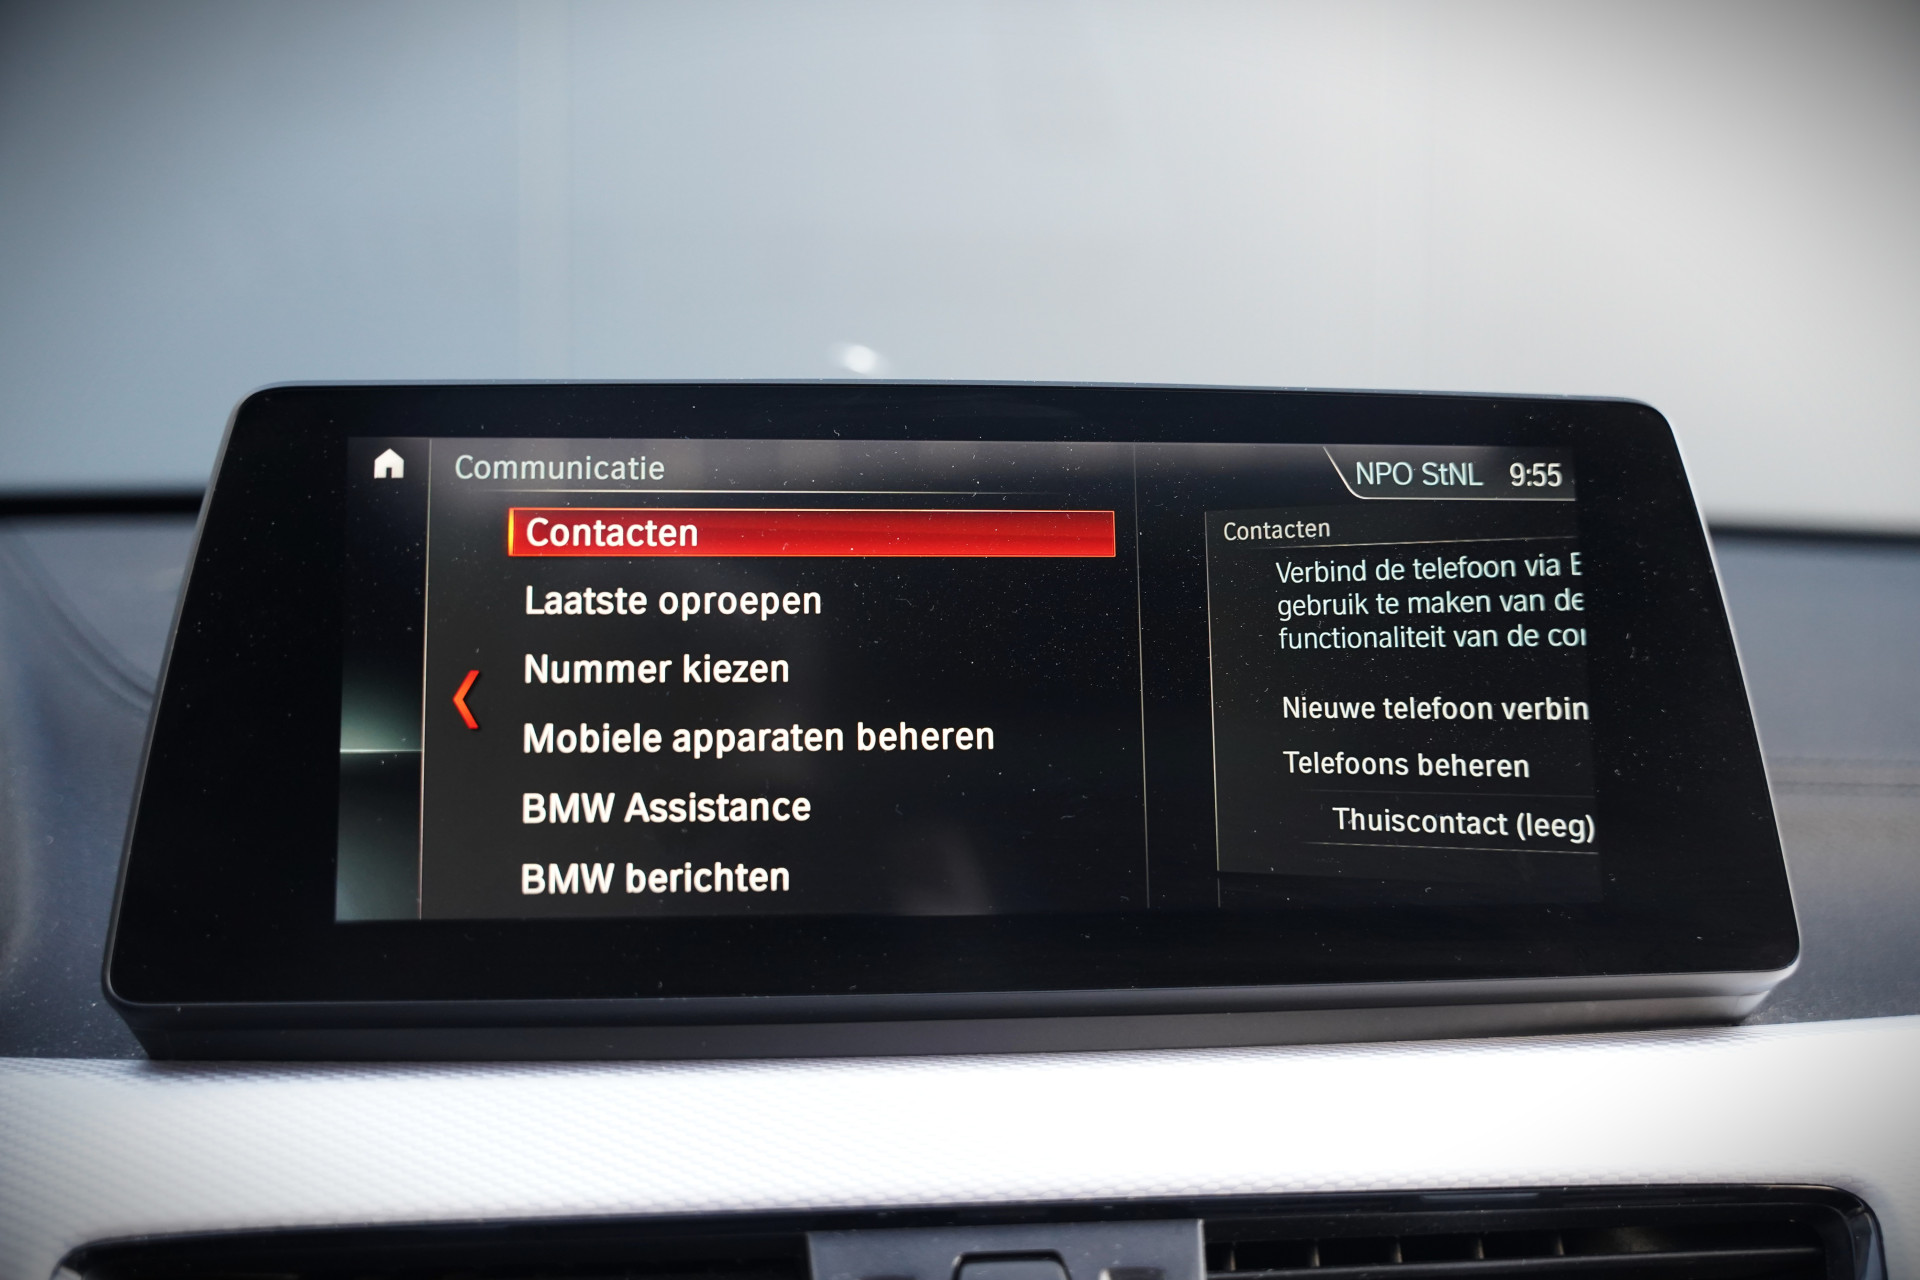 Communicatie
NPO StNL 9:55
Contacten
Laatste oproepen
Nummer kiezen
Mobiele apparaten beheren
BMW Assistance
BMW berichten
Contacten
Verbind de telefoon via
gebruik te maken van de
functionaliteit van de
Nieuwe telefoon verbin
Telefoons beheren
Thuiscontact (leeg)